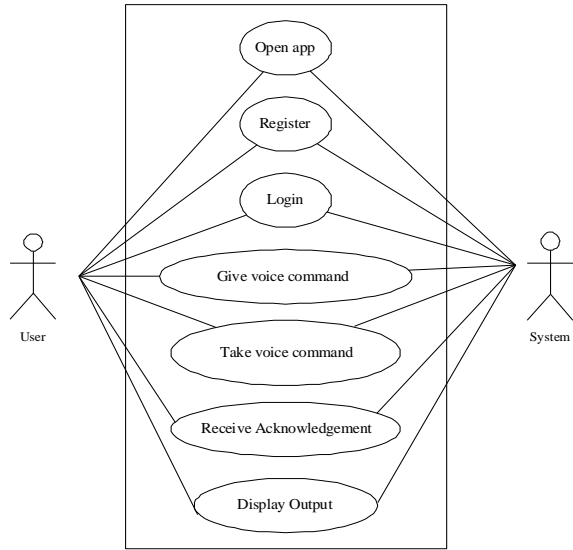 Open app
Register
Login
Give voice command
Take voice command
Receive Acknowledgement
Display Output
User
System